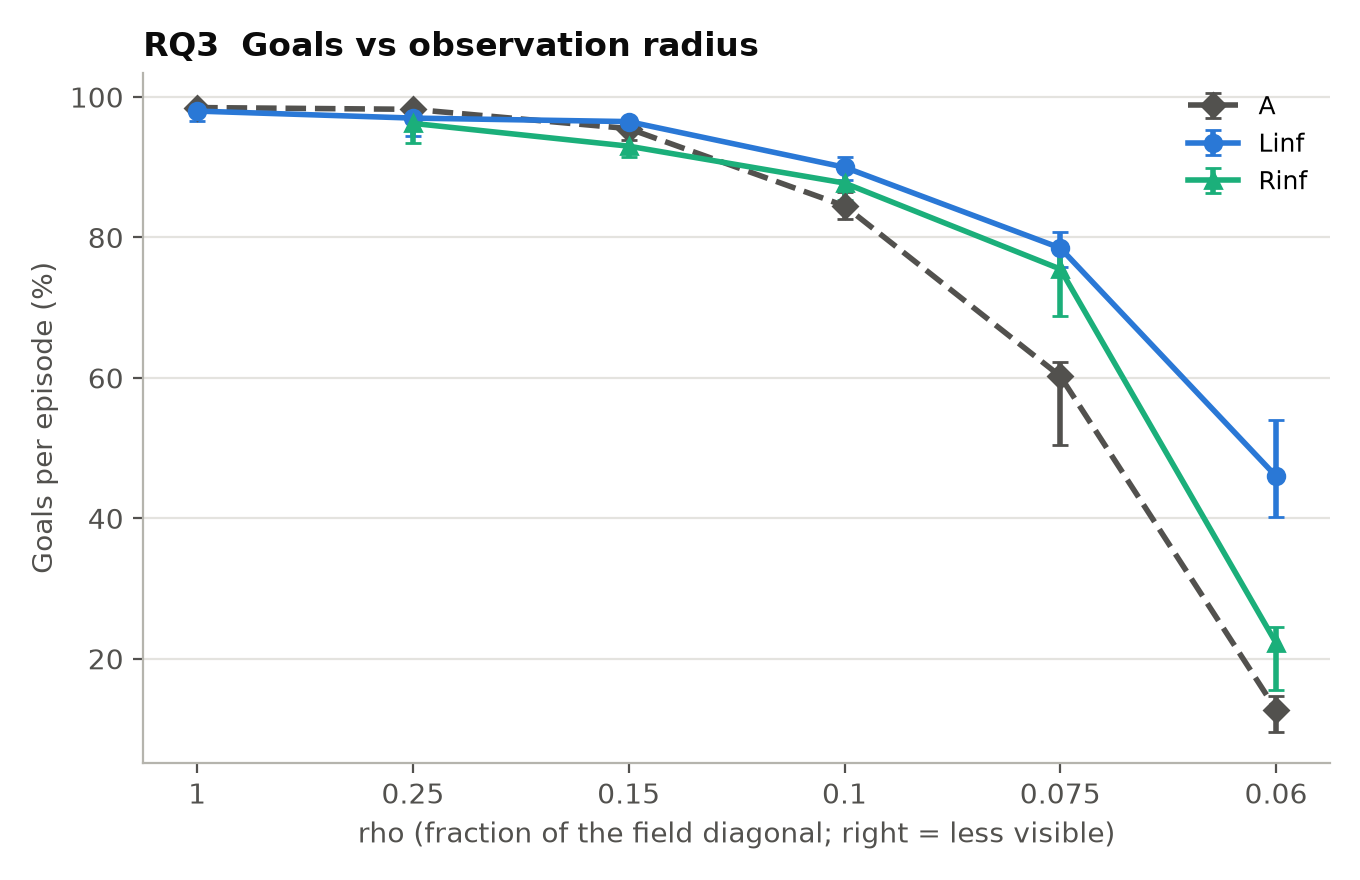 RQ3  Goals vs observation radius
A
Linf
Rinf
100
80
60
40
20
Goals per episode (%)
1 0.25 0.15 0.1 0.075 0.06
rho (fraction of the field diagonal; right = less visible)